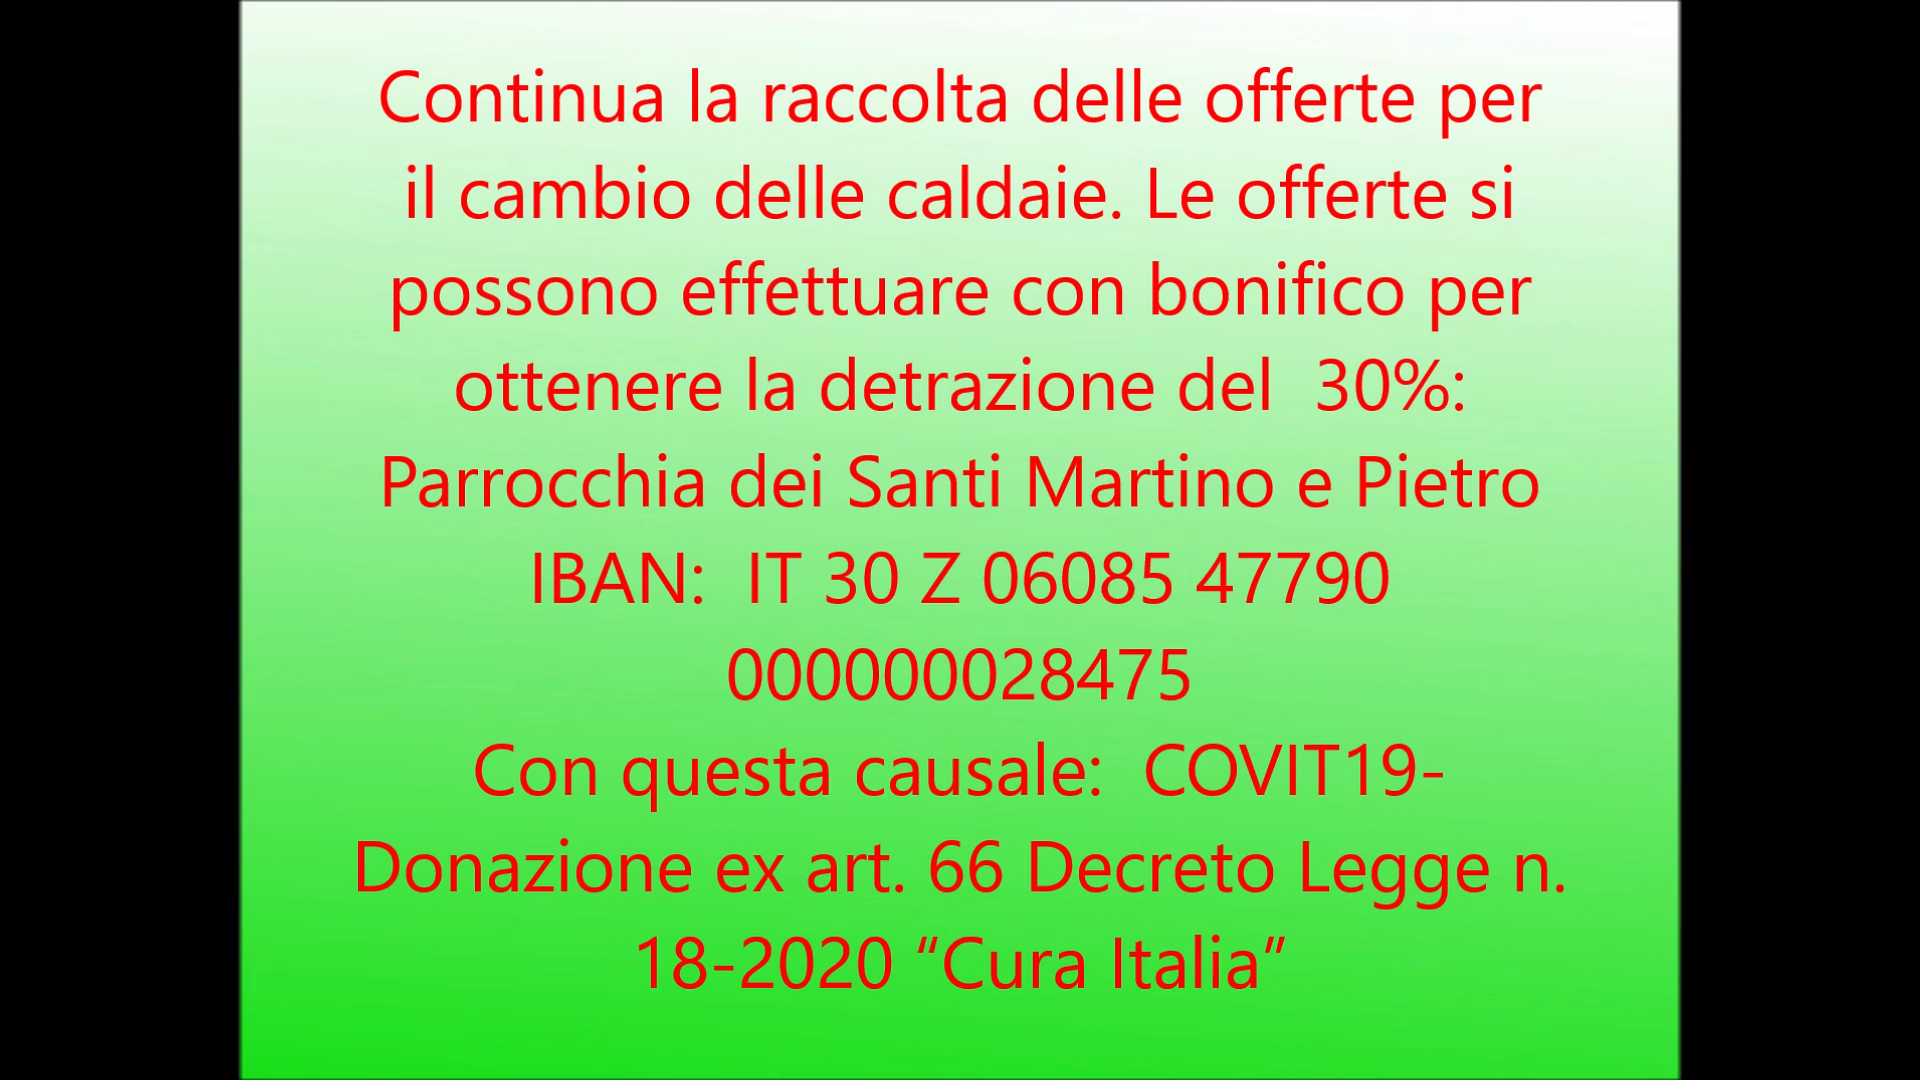 Continua la raccolta delle offerte per
il cambio delle caldaie. Le offerte si
possono effettuare con bonifico per
ottenere la detrazione del  30%:
Parrocchia dei Santi Martino e Pietro
IBAN:  IT 30 Z 06085 47790
000000028475
Con questa causale:  COVIT19-
Donazione ex art. 66 Decreto Legge n.
18-2020 “Cura Italia”